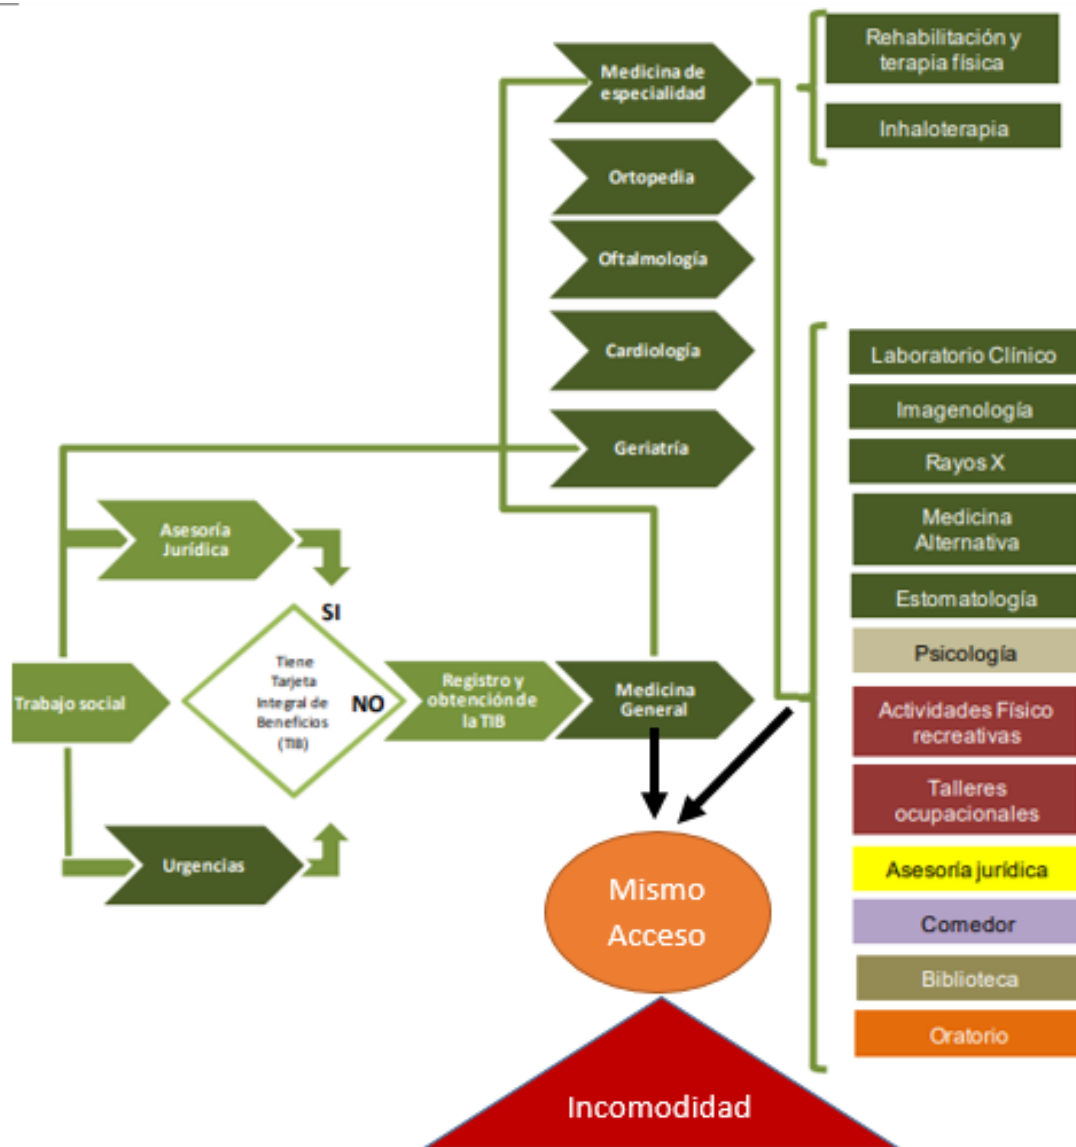 Medicina de
especialidad
Ortopedia
Oftalmología
Cardiología
Geriatría
Rehabilitación y
terapia física
Inhaloterapia
Asesoría
Jurídica
SI
Tiene
Tarjeta
Integral de
Beneficios
(TIB)
NO
Trabajo social
Registro y
obtención de
la TIB
Medicina
General
Urgencias
Laboratorio Clínico
Imagenología
Rayos X
Medicina
Alternativa
Estomatología
Psicología
Actividades Físico
recreativas
Talleres
ocupacionales
Asesoría jurídica
Comedor
Biblioteca
Oratorio
Mismo
Acceso
Incomodidad